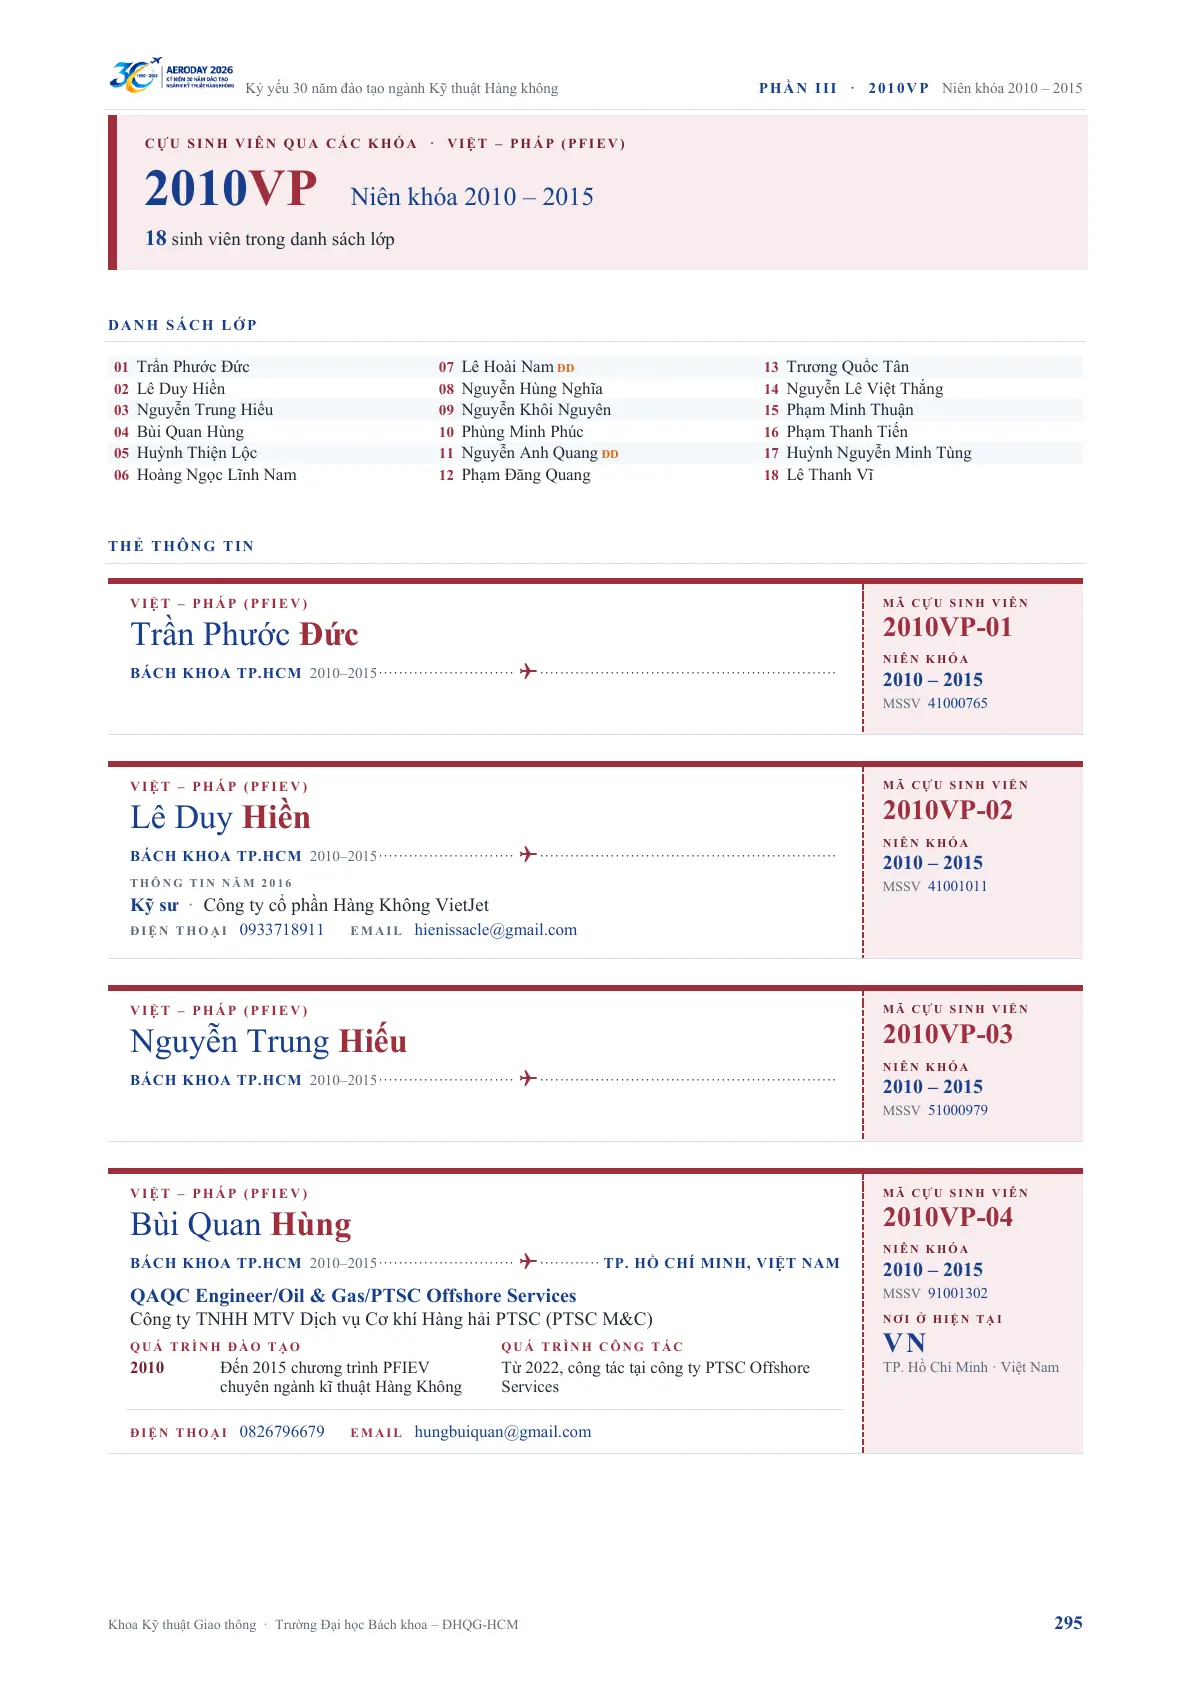 30 1996 - 2026 AERODAY 2026
KỶ NIỆM 30 NĂM ĐÀO TẠO
NGÀNH KỸ THUẬT HÀNG KHÔNG
Kỷ yếu 30 năm đào tạo ngành Kỹ thuật Hàng không
PHẦN III · 2010VP Niên khóa 2010 – 2015
CỰU SINH VIÊN QUA CÁC KHÓA · VIỆT – PHÁP (PFIEV)
2010VP Niên khóa 2010 – 2015
18 sinh viên trong danh sách lớp
DANH SÁCH LỚP
01 Trần Phước Đức
02 Lê Duy Hiền
03 Nguyễn Trung Hiếu
04 Bùi Quan Hùng
05 Huỳnh Thiện Lộc
06 Hoàng Ngọc Lĩnh Nam
07 Lê Hoài Nam ĐD
08 Nguyễn Hùng Nghĩa
09 Nguyễn Khôi Nguyên
10 Phùng Minh Phúc
11 Nguyễn Anh Quang ĐD
12 Phạm Đăng Quang
13 Trương Quốc Tân
14 Nguyễn Lê Việt Thắng
15 Phạm Minh Thuận
16 Phạm Thanh Tiến
17 Huỳnh Nguyễn Minh Tùng
18 Lê Thanh Vĩ
THẺ THÔNG TIN
VIỆT – PHÁP (PFIEV)
Trần Phước Đức
BÁCH KHOA TP.HCM 2010–2015
MÃ CỰU SINH VIÊN
2010VP-01
NIÊN KHÓA
2010 – 2015
MSSV 41000765
VIỆT – PHÁP (PFIEV)
Lê Duy Hiền
BÁCH KHOA TP.HCM 2010–2015
THÔNG TIN NĂM 2016
Kỹ sư · Công ty cổ phần Hàng Không VietJet
ĐIỆN THOẠI 0933718911 EMAIL hienissacle@gmail.com
MÃ CỰU SINH VIÊN
2010VP-02
NIÊN KHÓA
2010 – 2015
MSSV 41001011
VIỆT – PHÁP (PFIEV)
Nguyễn Trung Hiếu
BÁCH KHOA TP.HCM 2010–2015
MÃ CỰU SINH VIÊN
2010VP-03
NIÊN KHÓA
2010 – 2015
MSSV 51000979
VIỆT – PHÁP (PFIEV)
Bùi Quan Hùng
BÁCH KHOA TP.HCM 2010–2015 TP. HỒ CHÍ MINH, VIỆT NAM
QAQC Engineer/Oil & Gas/PTSC Offshore Services
Công ty TNHH MTV Dịch vụ Cơ khí Hàng hải PTSC (PTSC M&C)
QUÁ TRÌNH ĐÀO TẠO
2010 Đến 2015 chương trình PFIEV
chuyên ngành kĩ thuật Hàng Không
QUÁ TRÌNH CÔNG TÁC
Từ 2022, công tác tại công ty PTSC Offshore
Services
ĐIỆN THOẠI 0826796679 EMAIL hungbuiquan@gmail.com
MÃ CỰU SINH VIÊN
2010VP-04
NIÊN KHÓA
2010 – 2015
MSSV 91001302
NƠI Ở HIỆN TẠI
VN
TP. Hồ Chí Minh · Việt Nam
Khoa Kỹ thuật Giao thông · Trường Đại học Bách khoa – ĐHQG-HCM
295